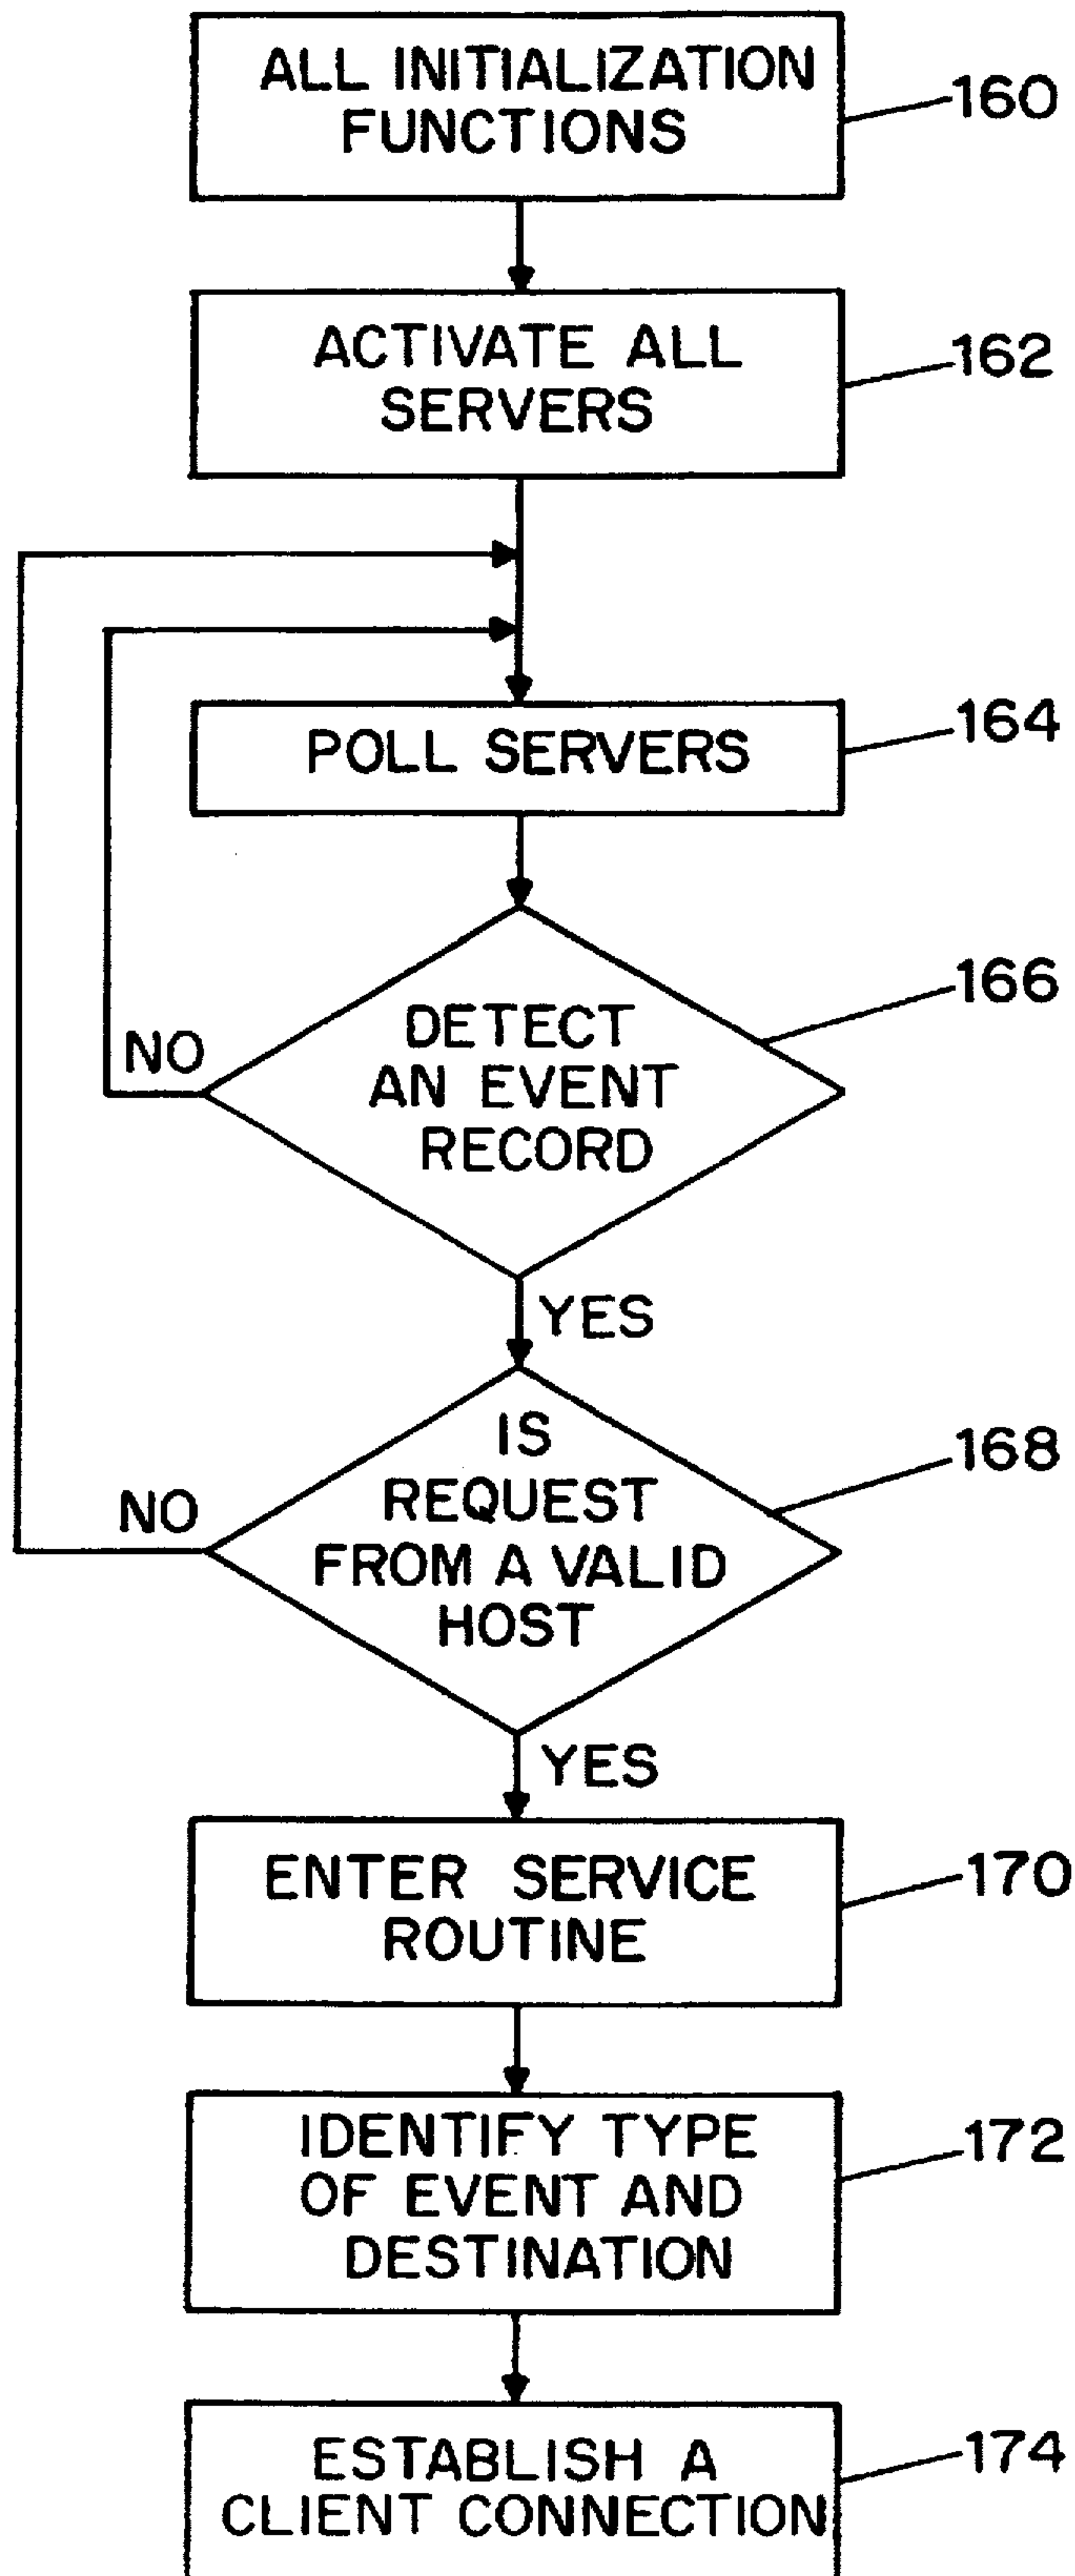 ALL INITIALIZATION
FUNCTIONS
160
ACTIVATE ALL
SERVERS
162
POLL SERVERS
164
DETECT
AN EVENT
RECORD
166
NO
YES
IS
REQUEST
FROM A VALID
HOST
168
NO
YES
ENTER SERVICE
ROUTINE
170
IDENTIFY TYPE
OF EVENT AND
DESTINATION
172
ESTABLISH A
CLIENT CONNECTION
174